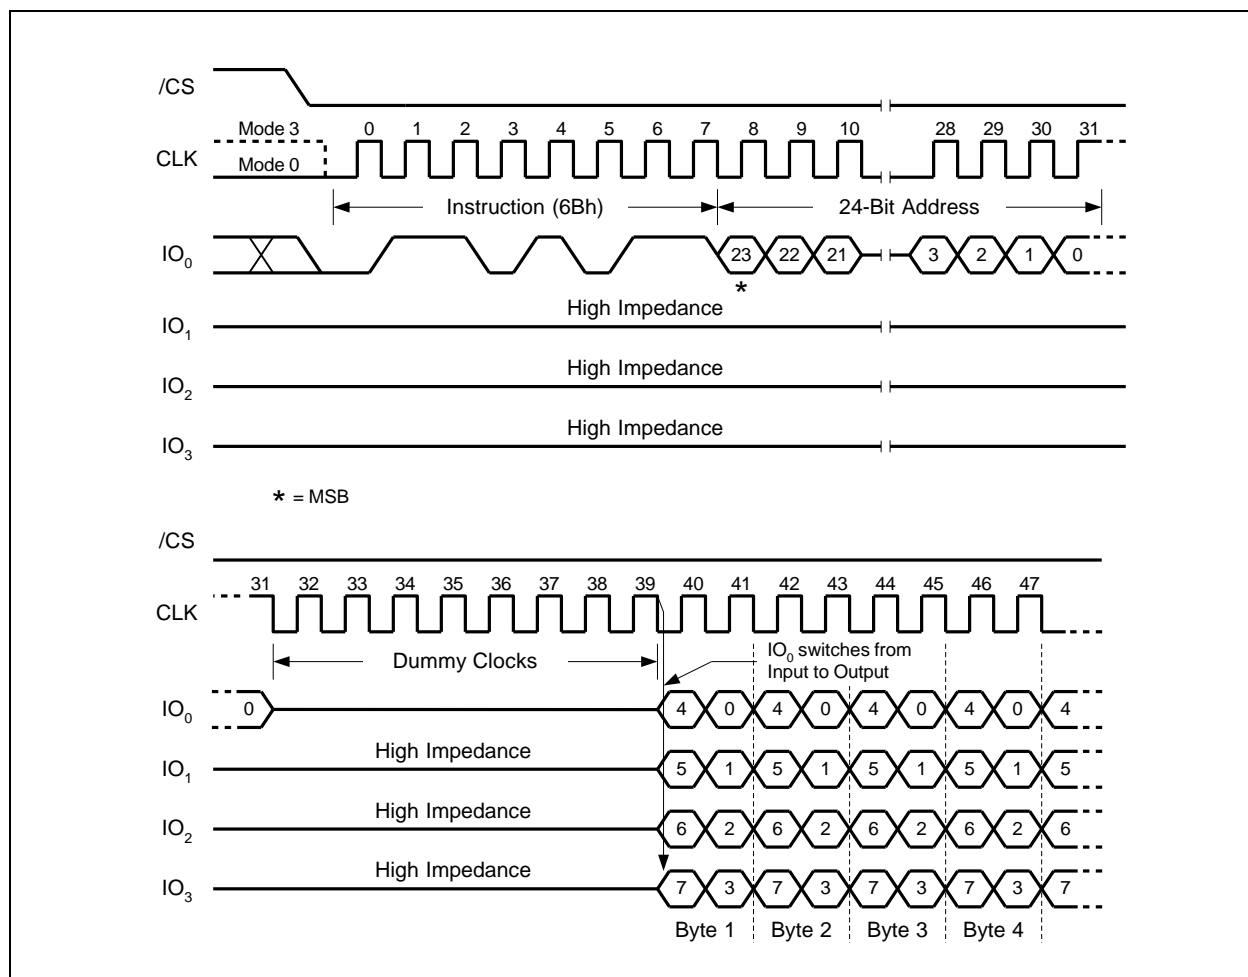 /CS
Mode 3 0 1 2 3 4 5 6 7 8 9 10 28 29 30 31
CLK
Mode 0
Instruction (6Bh) 24-Bit Address
IO0 23 22 21 3 2 1 0
*
High Impedance
IO1
High Impedance
IO2
High Impedance
IO3
* = MSB
/CS
31 32 33 34 35 36 37 38 39 40 41 42 43 44 45 46 47
CLK
Dummy Clocks
IO0 switches from
Input to Output
IO0 0 4 0 4 0 4 0 4 0 4
High Impedance
IO1 5 1 5 1 5 1 5 1 5
High Impedance
IO2 6 2 6 2 6 2 6 2 6
High Impedance
IO3 7 3 7 3 7 3 7 3 7
Byte 1 Byte 2 Byte 3 Byte 4